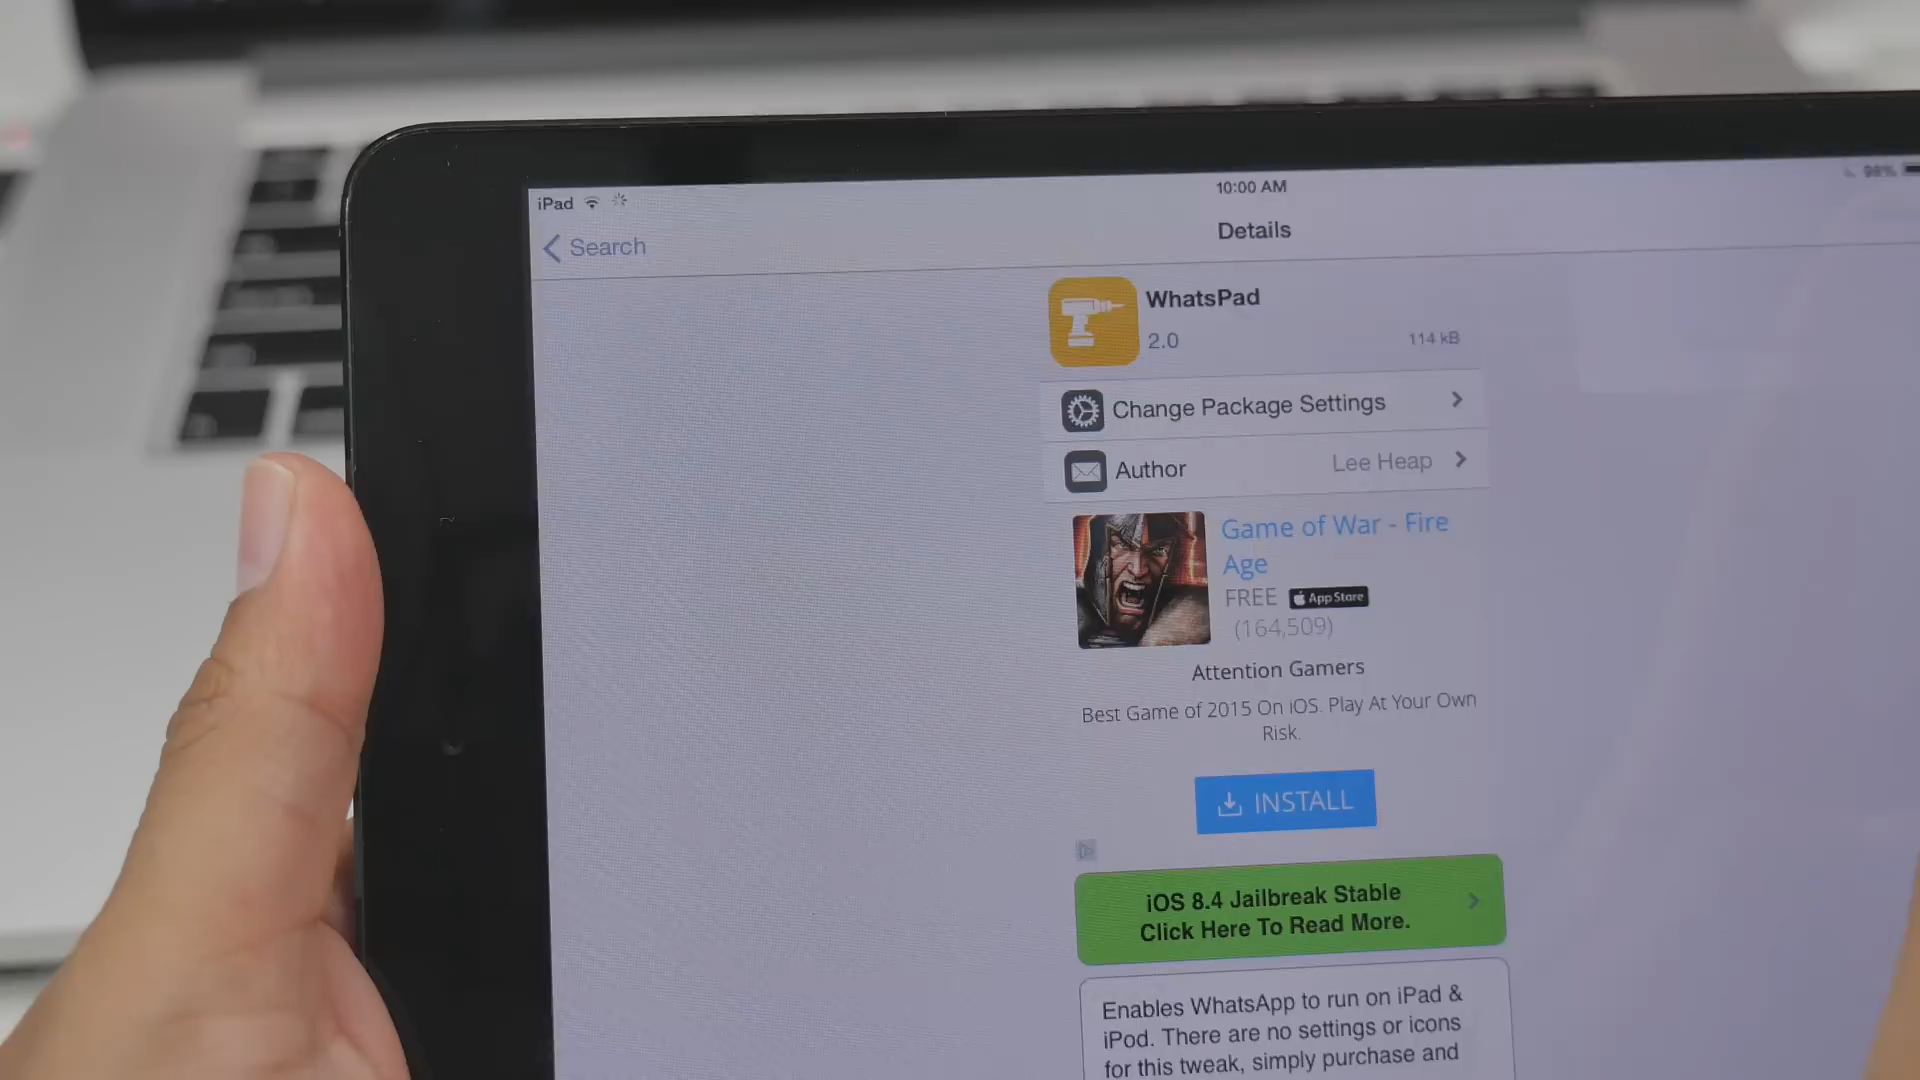 iPad
10:00 AM
98%
Search
Details
WhatsPad
2.0
114 kB
Change Package Settings
Author
Lee Heap
Game of War - Fire
Age
FREE
App Store
(164,509)
Attention Gamers
Best Game of 2015 On iOS. Play At Your Own
Risk.
INSTALL
iOS 8.4 Jailbreak Stable
Click Here To Read More.
Enables WhatsApp to run on iPad &
iPod. There are no settings or icons
for this tweak, simply purchase and